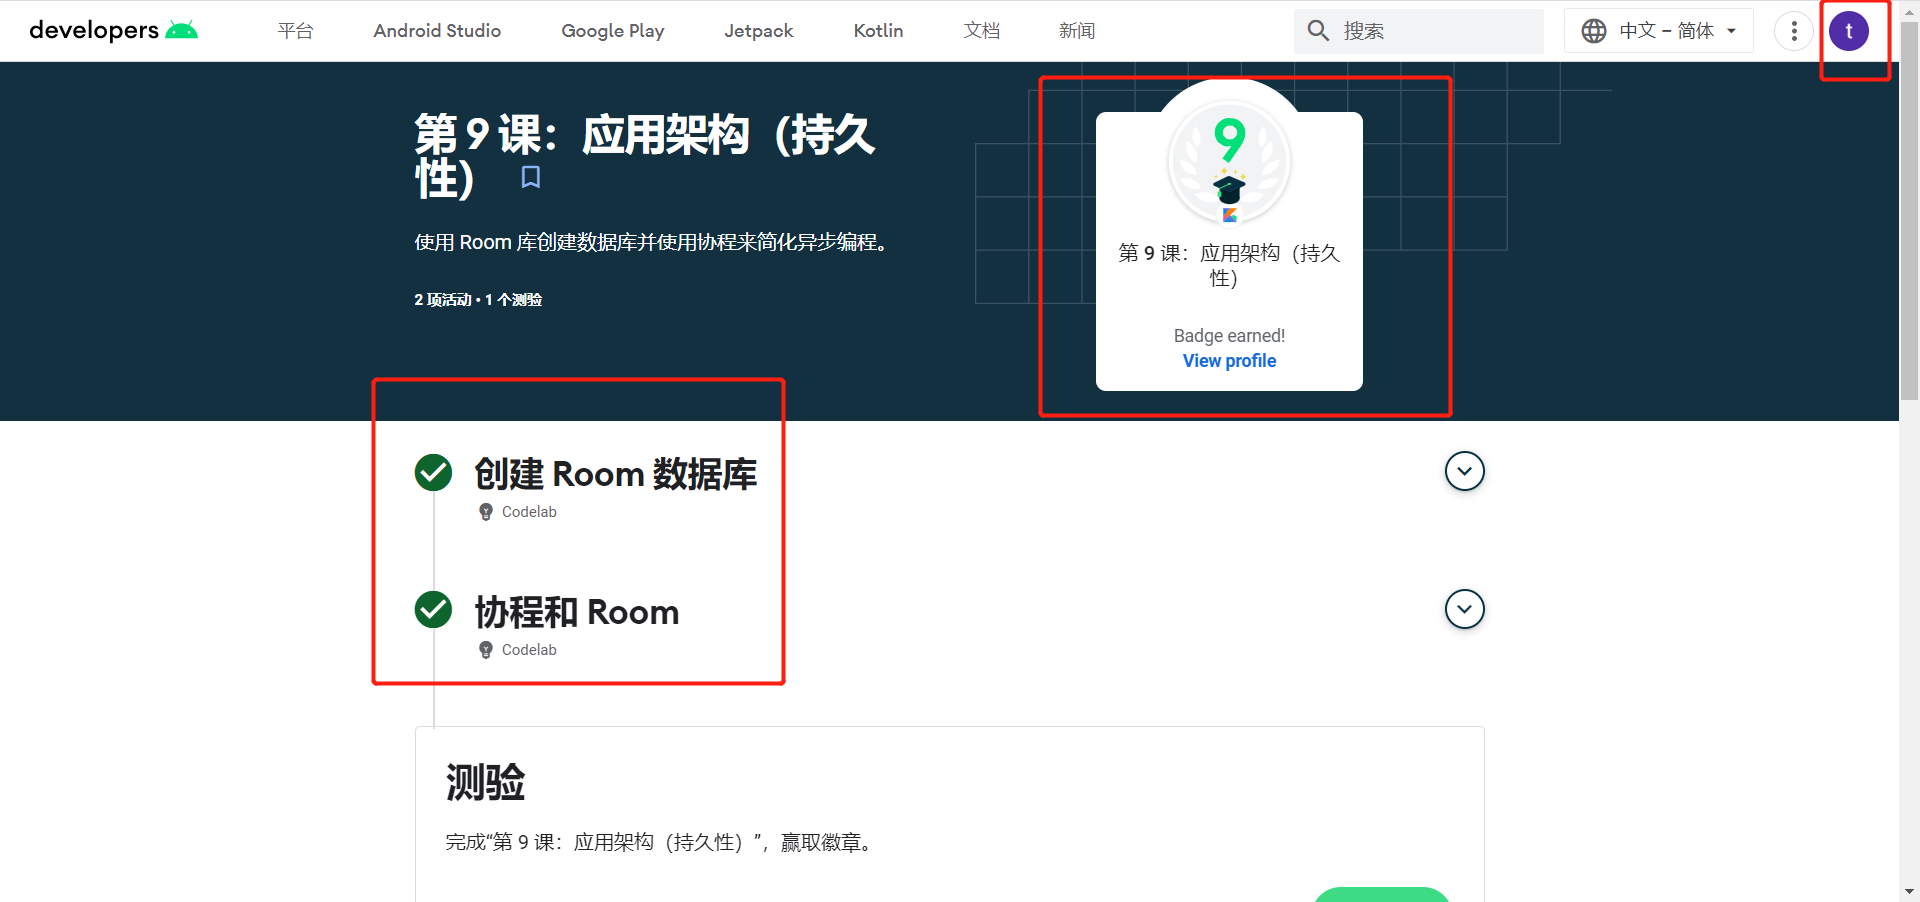 developers
平台
Android Studio
Google Play
Jetpack
Kotlin
文档
新闻
搜索
中文 – 简体
t
第 9 课：应用架构（持久
性）
使用 Room 库创建数据库并使用协程来简化异步编程。
2 项活动 • 1 个测验
9
第 9 课：应用架构（持久
性）
Badge earned!
View profile
创建 Room 数据库
Codelab
协程和 Room
Codelab
测验
完成“第 9 课：应用架构（持久性）”，赢取徽章。